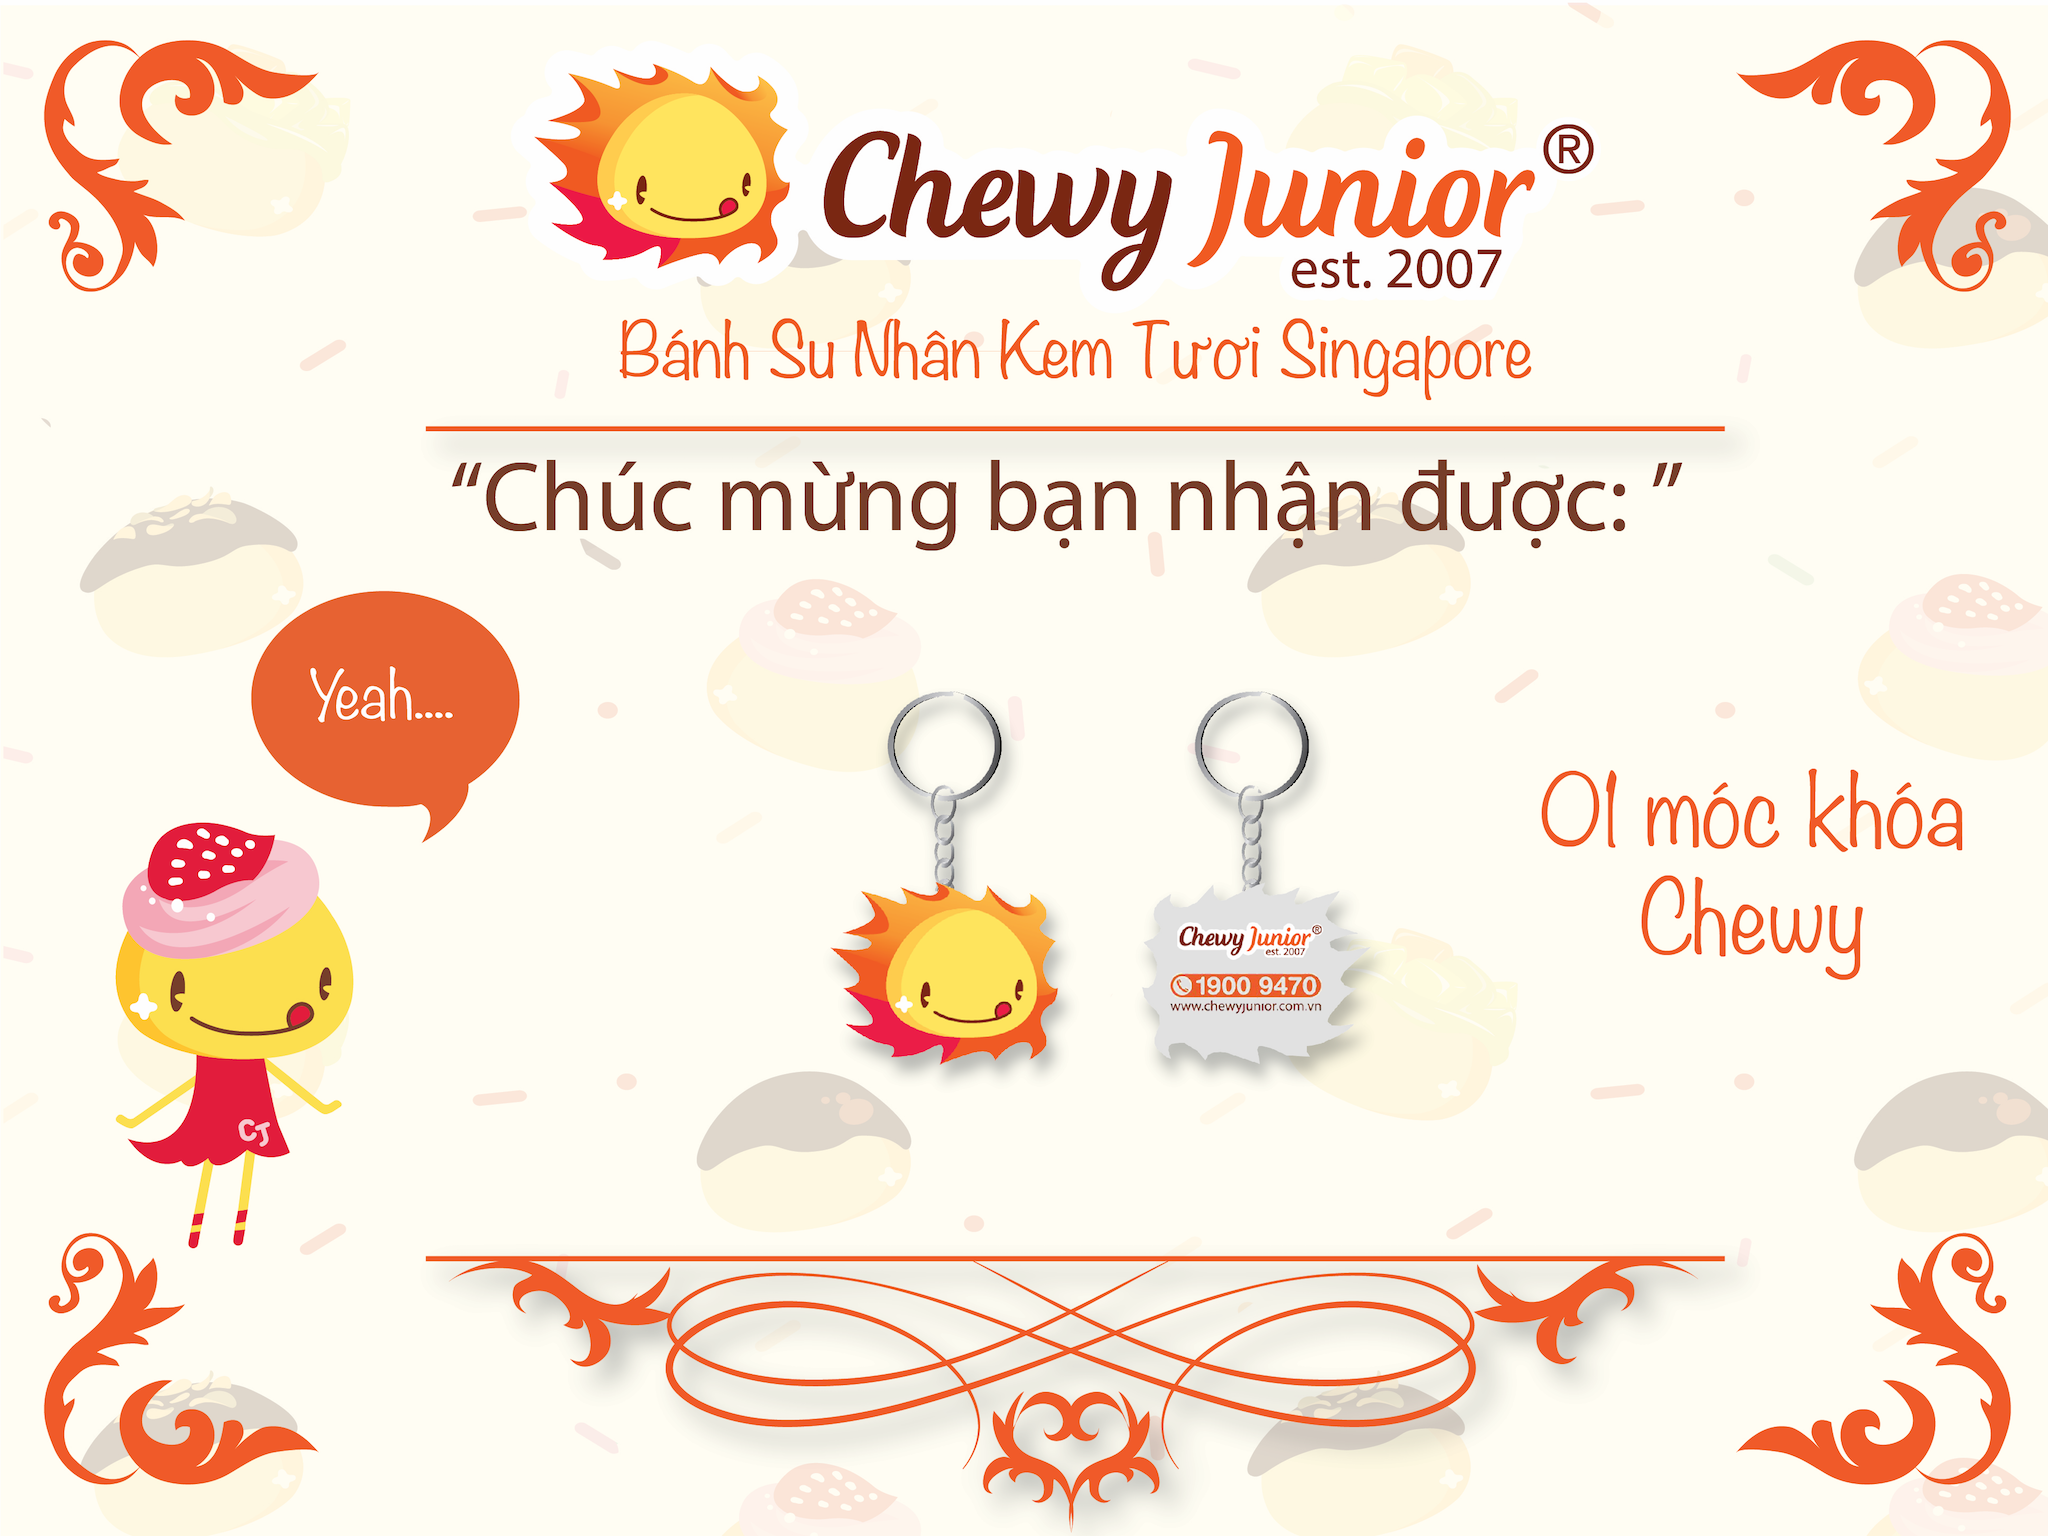 Chewy Junior®
est. 2007
Bánh Su Nhân Kem Tươi Singapore
“Chúc mừng bạn nhận được: ”
Yeah....
01 móc khóa
Chewy
Chewy Junior®
est. 2007
1900 9470
www.chewyjunior.com.vn
CJ